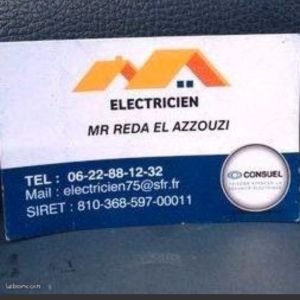 ELECTRICIEN
MR REDA EL AZZOUZI
TEL : 06-22-88-12-32
Mail : electricien75@sfr.fr
SIRET : 810-368-597-00011
CONSUEL
leboncoin